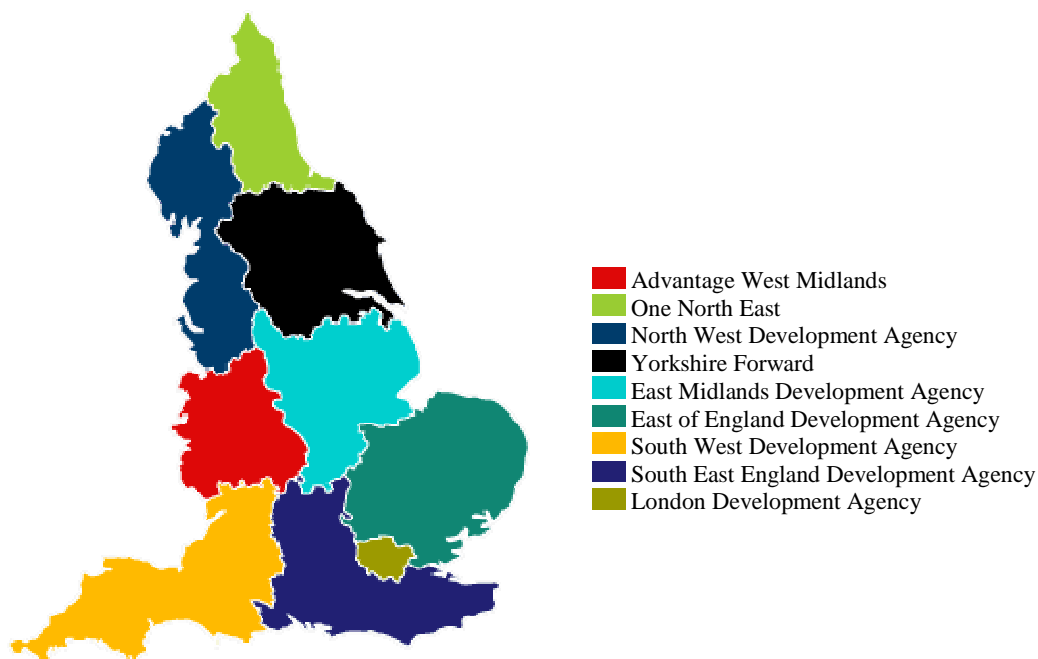 Advantage West Midlands
One North East
North West Development Agency
Yorkshire Forward
East Midlands Development Agency
East of England Development Agency
South West Development Agency
South East England Development Agency
London Development Agency